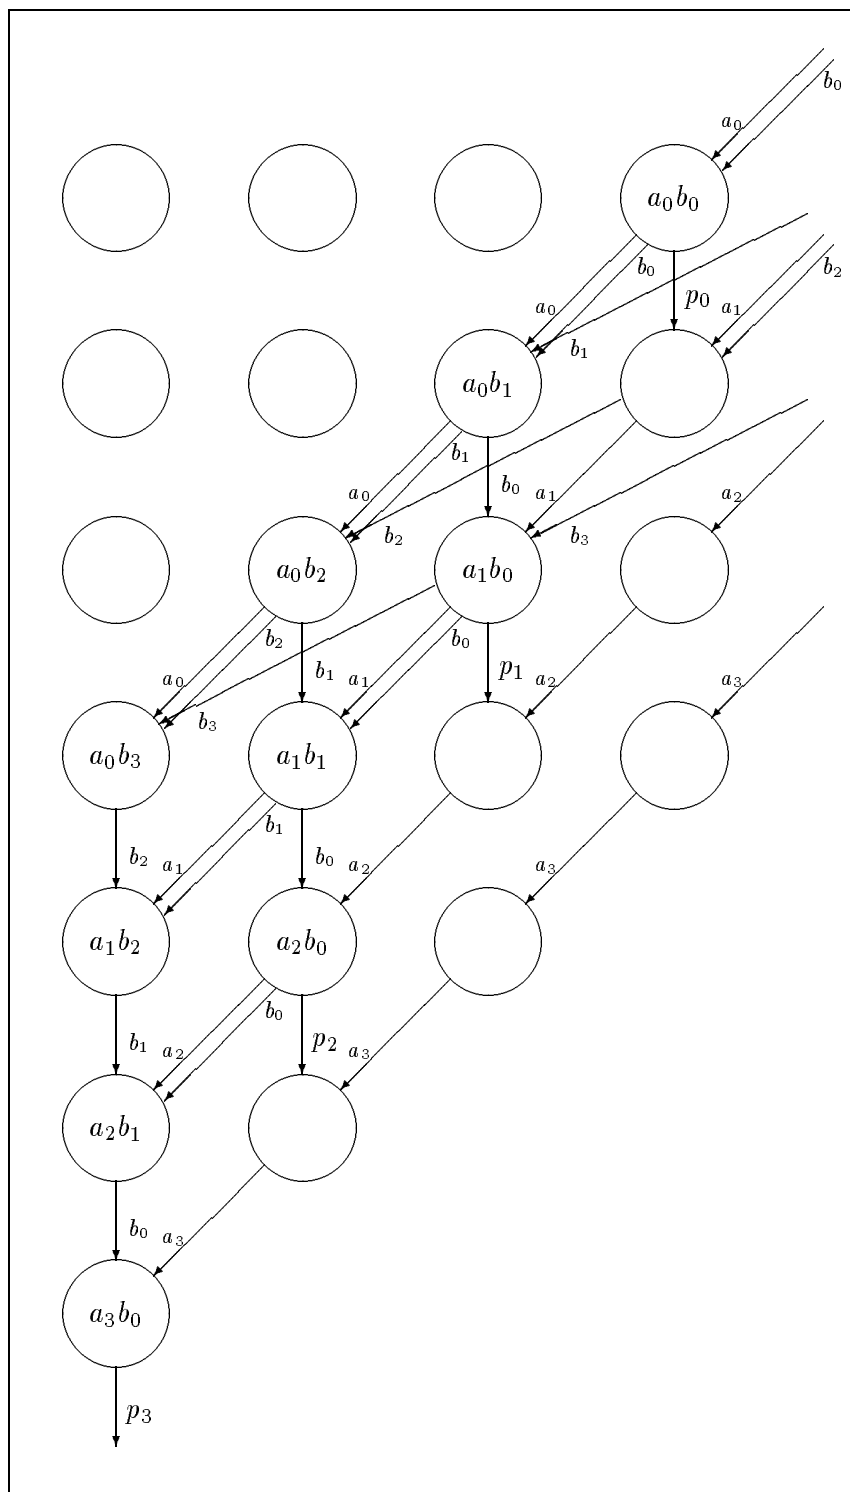 b₀
a₀
a₀b₀
b₀ b₂
a₀ p₀ a₁
b₁
a₀b₁
b₁
a₀ b₀ a₁ a₂
b₂ b₃
a₀b₂ a₁b₀
b₂ b₀
a₀ b₁ a₁ p₁ a₂ a₃
b₃
a₀b₃ a₁b₁
b₁
b₂ a₁ b₀ a₂ a₃
a₁b₂ a₂b₀
b₀
b₁ a₂ p₂ a₃
a₂b₁
b₀ a₃
a₃b₀
p₃